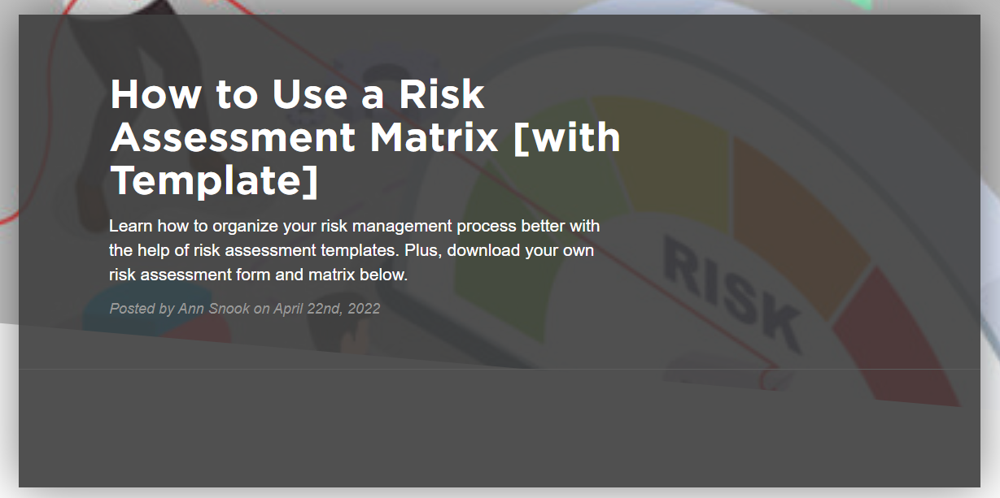 How to Use a Risk
Assessment Matrix [with
Template]
Learn how to organize your risk management process better with
the help of risk assessment templates. Plus, download your own
risk assessment form and matrix below.
Posted by Ann Snook on April 22nd, 2022
RISK